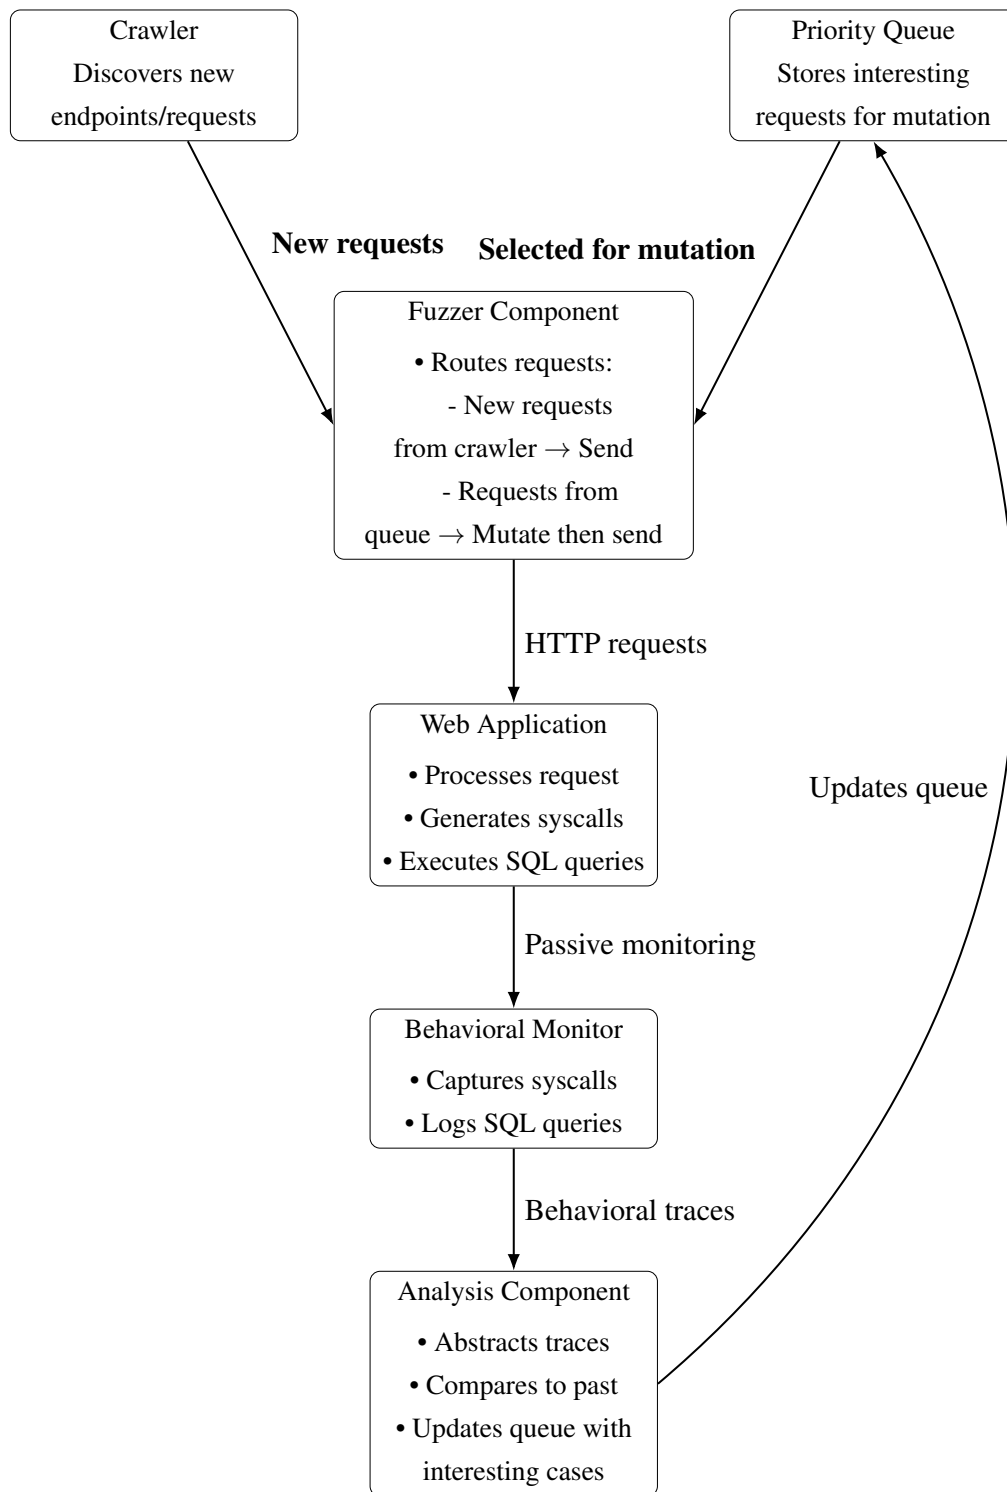 Crawler
Discovers new
endpoints/requests
Priority Queue
Stores interesting
requests for mutation
New requests
Selected for mutation
Fuzzer Component
• Routes requests:
- New requests
from crawler → Send
- Requests from
queue → Mutate then send
HTTP requests
Web Application
• Processes request
• Generates syscalls
• Executes SQL queries
Updates queue
Passive monitoring
Behavioral Monitor
• Captures syscalls
• Logs SQL queries
Behavioral traces
Analysis Component
• Abstracts traces
• Compares to past
• Updates queue with
interesting cases